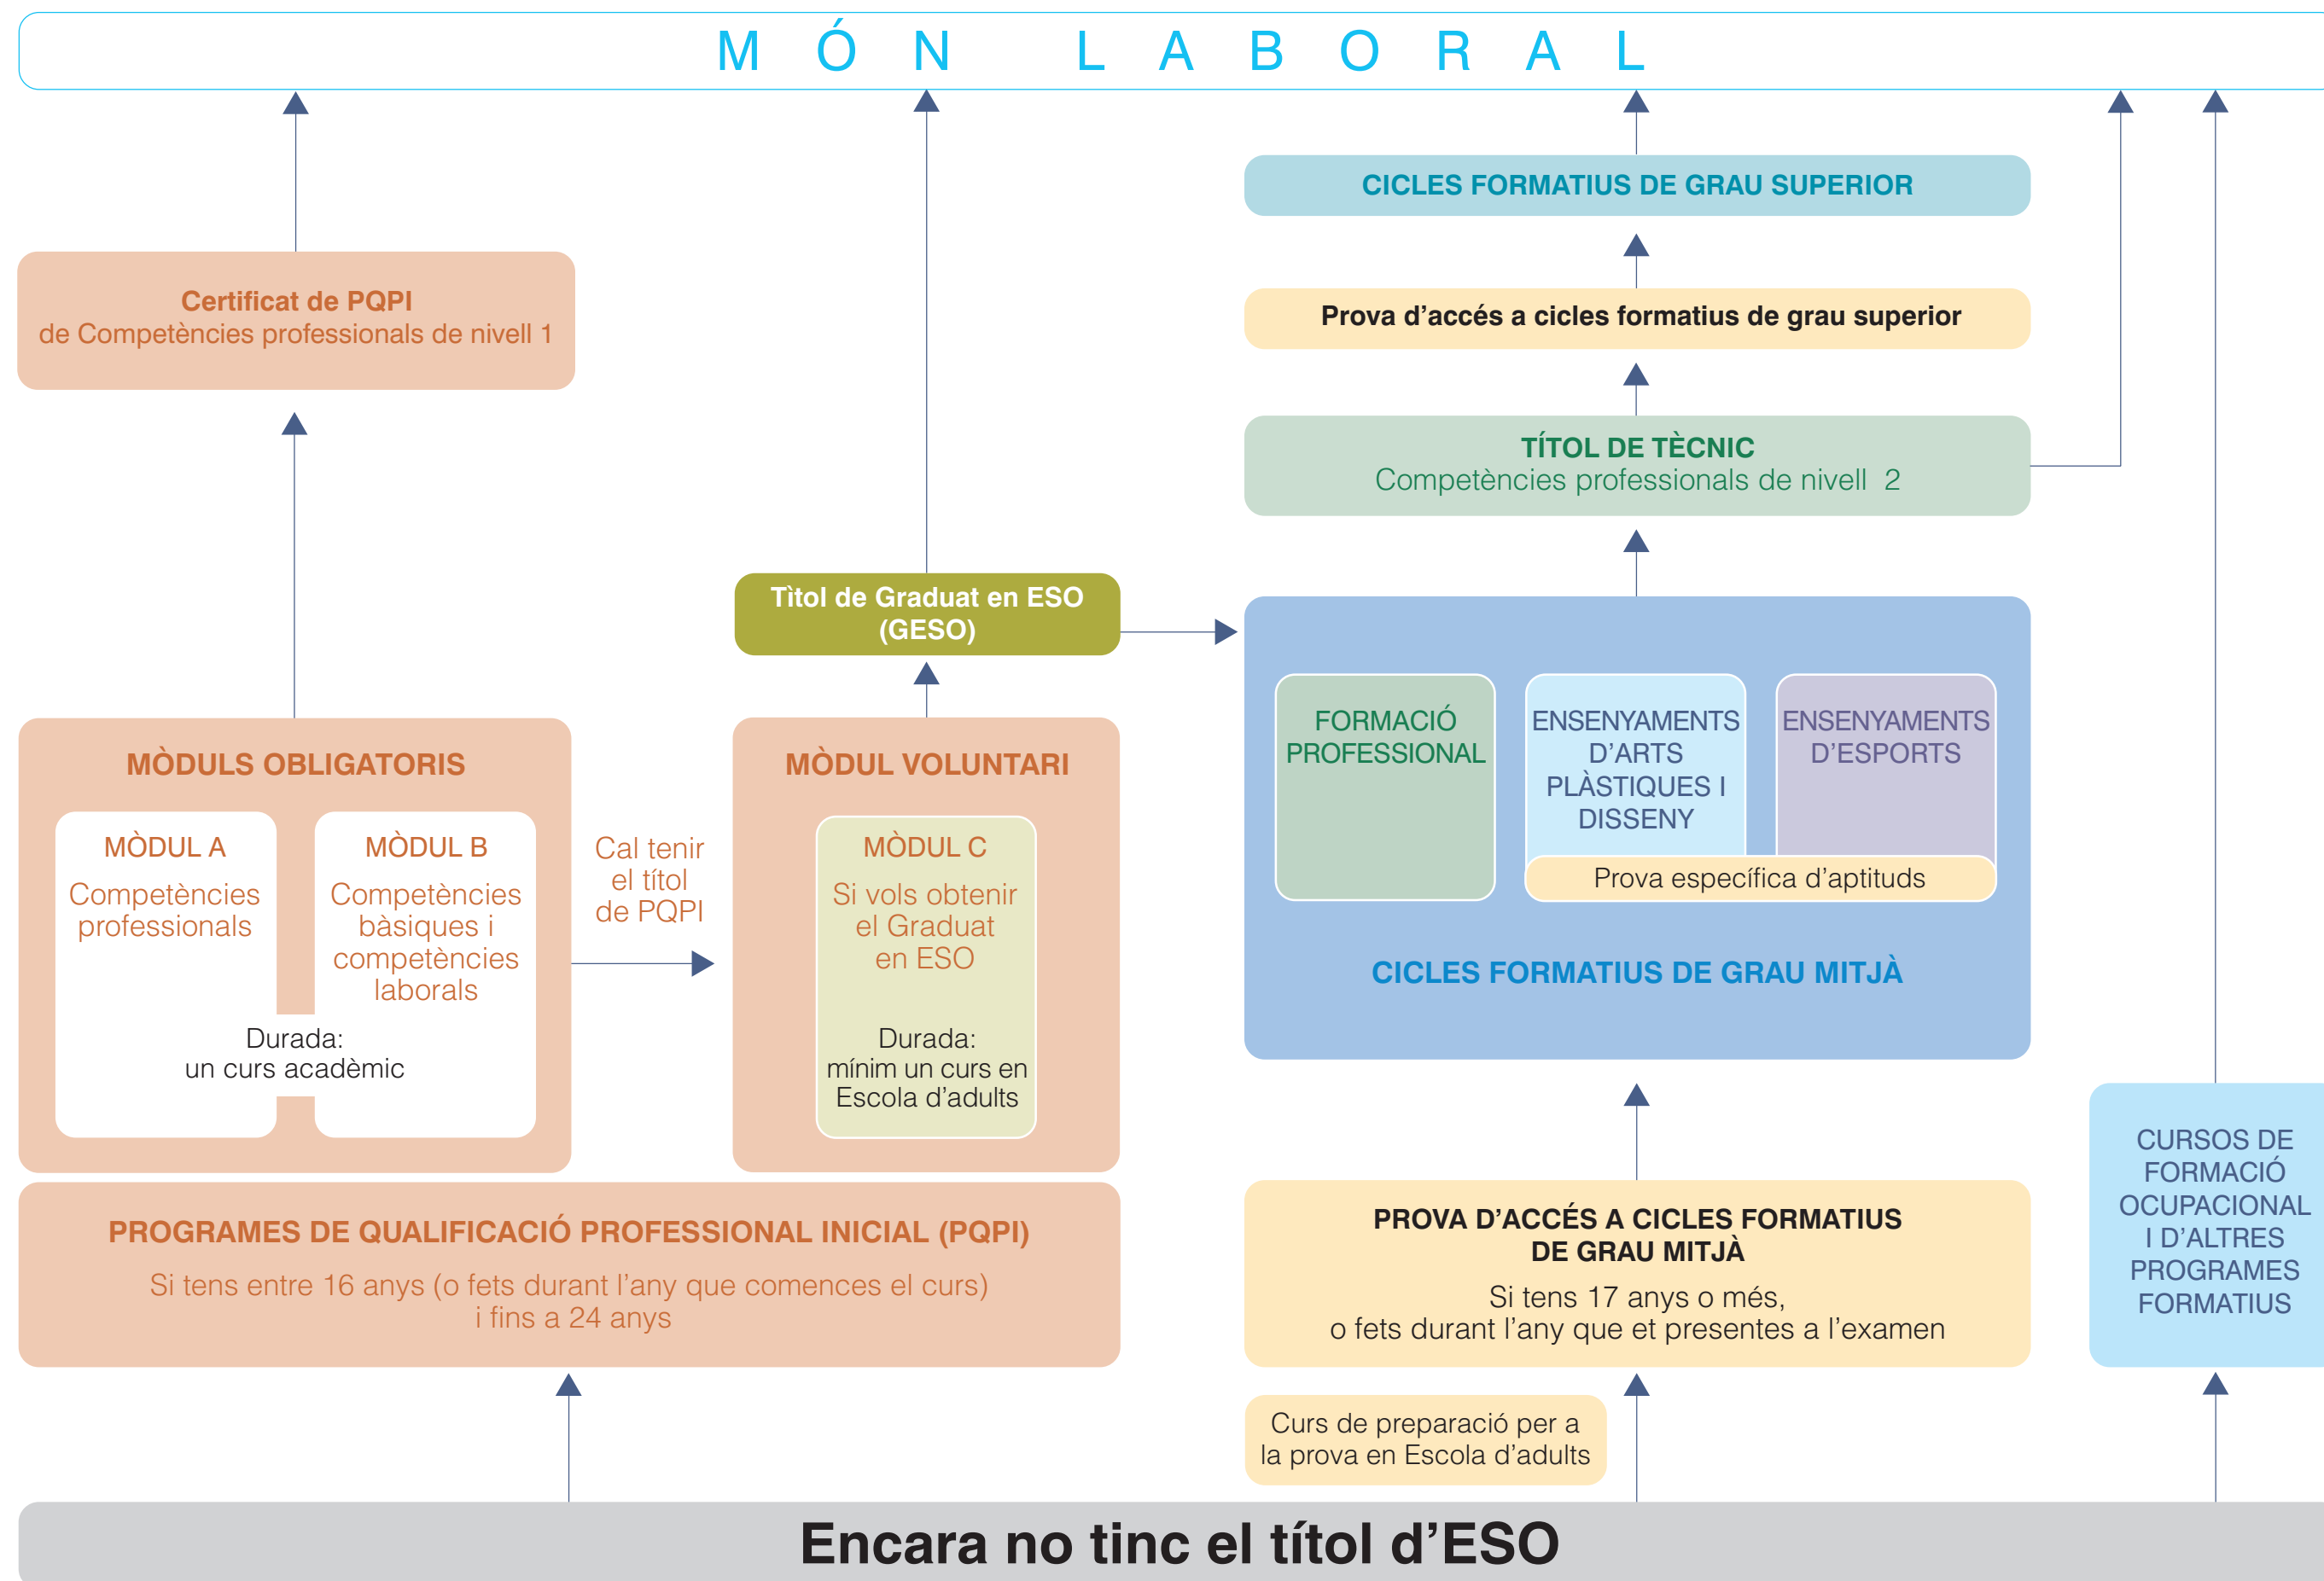 MÓN LABORAL
CICLES FORMATIUS DE GRAU SUPERIOR
Certificat de PQPI
de Competències professionals de nivell 1
Prova d’accés a cicles formatius de grau superior
TÍTOL DE TÈCNIC
Competències professionals de nivell 2
Tìtol de Graduat en ESO
(GESO)
MÒDULS OBLIGATORIS
MÒDUL A
Competències
professionals
MÒDUL B
Competències
bàsiques i
competències
laborals
Durada:
un curs acadèmic
Cal tenir
el títol
de PQPI
MÒDUL VOLUNTARI
MÒDUL C
Si vols obtenir
el Graduat
en ESO
Durada:
mínim un curs en
Escola d’adults
FORMACIÓ
PROFESSIONAL
ENSENYAMENTS
D’ARTS
PLÀSTIQUES I
DISSENY
ENSENYAMENTS
D’ESPORTS
Prova específica d’aptituds
CICLES FORMATIUS DE GRAU MITJÀ
PROGRAMES DE QUALIFICACIÓ PROFESSIONAL INICIAL (PQPI)
Si tens entre 16 anys (o fets durant l’any que comences el curs)
i fins a 24 anys
PROVA D’ACCÉS A CICLES FORMATIUS
DE GRAU MITJÀ
Si tens 17 anys o més,
o fets durant l’any que et presentes a l’examen
CURSOS DE
FORMACIÓ
OCUPACIONAL
I D’ALTRES
PROGRAMES
FORMATIUS
Curs de preparació per a
la prova en Escola d’adults
Encara no tinc el títol d’ESO